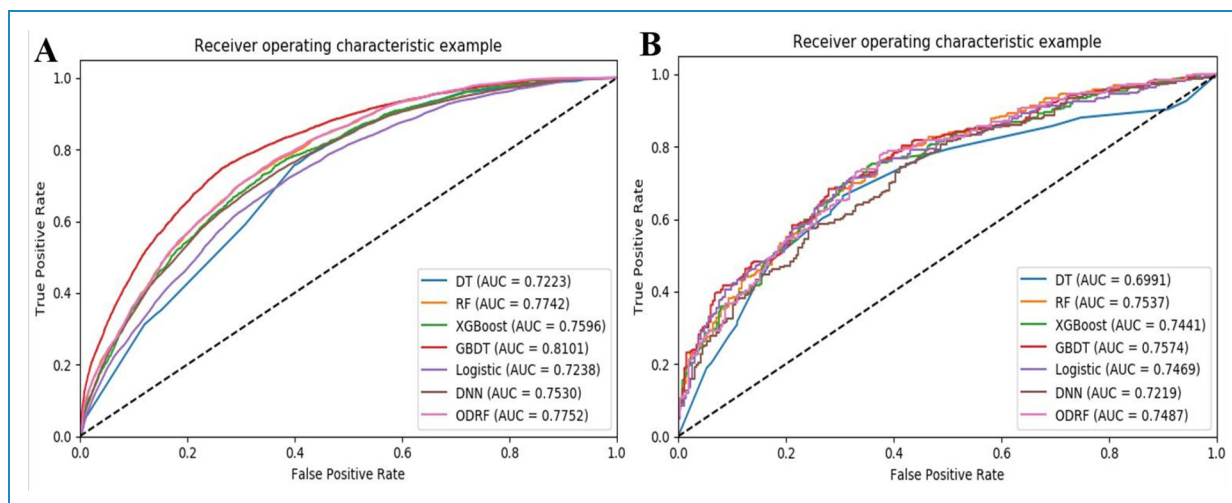 A
Receiver operating characteristic example
True Positive Rate
1.0
0.8
0.6
0.4
0.2
0.0
DT (AUC = 0.7223)
RF (AUC = 0.7742)
XGBoost (AUC = 0.7596)
GBDT (AUC = 0.8101)
Logistic (AUC = 0.7238)
DNN (AUC = 0.7530)
ODRF (AUC = 0.7752)
0.0 0.2 0.4 0.6 0.8 1.0
False Positive Rate
B
Receiver operating characteristic example
True Positive Rate
1.0
0.8
0.6
0.4
0.2
0.0
DT (AUC = 0.6991)
RF (AUC = 0.7537)
XGBoost (AUC = 0.7441)
GBDT (AUC = 0.7574)
Logistic (AUC = 0.7469)
DNN (AUC = 0.7219)
ODRF (AUC = 0.7487)
0.0 0.2 0.4 0.6 0.8 1.0
False Positive Rate